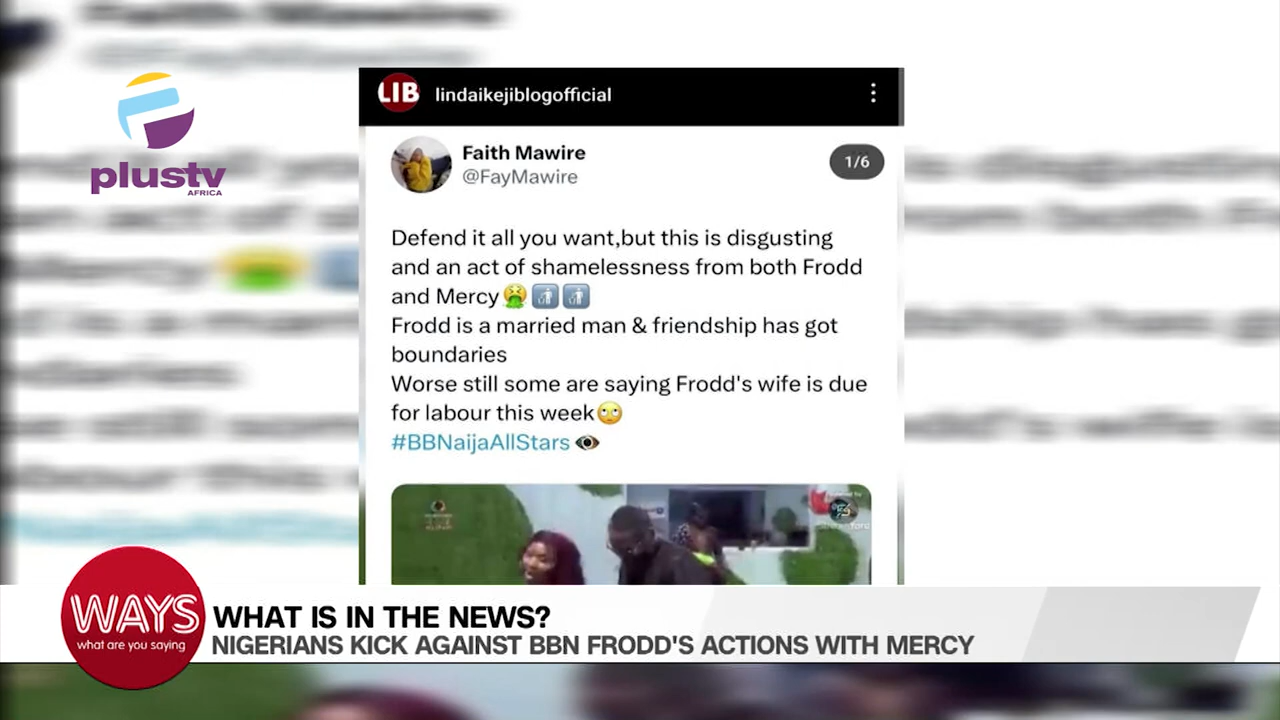 Faith Mawire
@FayMawire
plustv
AFRICA
LIB
lindaikejiblogofficial
Faith Mawire
@FayMawire
1/6
Defend it all you want,but this is disgusting
and an act of shamelessness from both Frodd
and Mercy🤮🚮🚮
Frodd is a married man & friendship has got
boundaries
Worse still some are saying Frodd's wife is due
for labour this week🙄
#BBNaijaAllStars 👁
WAYS
what are you saying
WHAT IS IN THE NEWS?
NIGERIANS KICK AGAINST BBN FRODD'S ACTIONS WITH MERCY